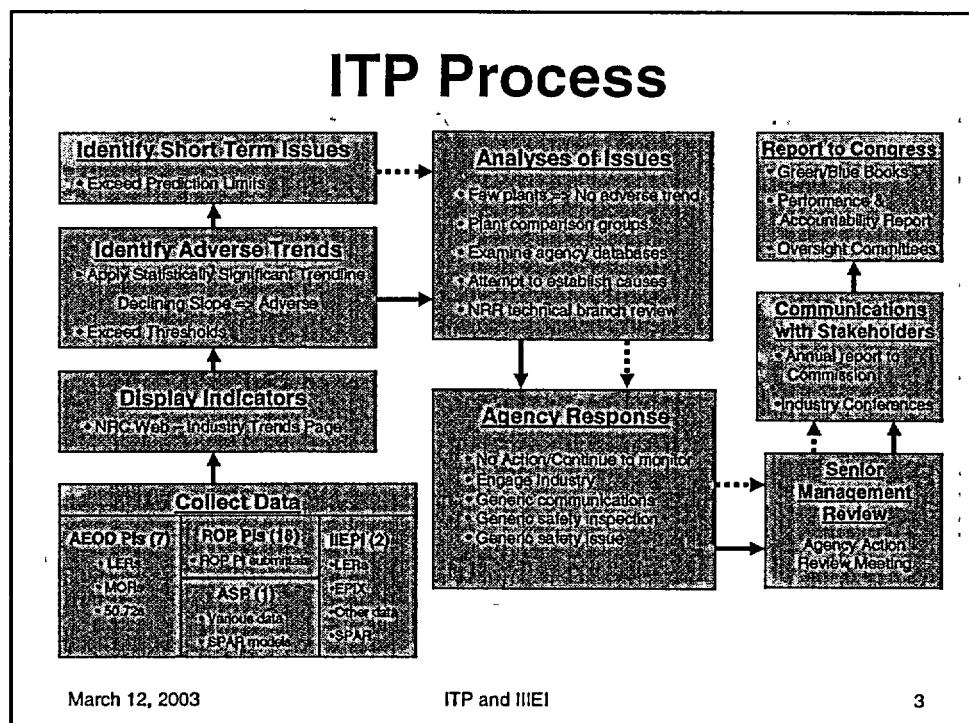 ITP Process
Identify Short Term Issues
• Exceed Prediction Limits
Identify Adverse Trends
• Apply Statistically Significant Trendline
Declining Slope => Adverse
• Exceed Thresholds
Display Indicators
• NRC Web - Industry Trends Page
Collect Data
AEOD PIs (7)
• LERs
• MORs
• 50.72s
ROP PIs (18)
• ROP PI submittals
ASP (1)
• Various data
• SPAR models
IIEPI (2)
• LERs
• EPIX
• Other data
• SPAR
Analyses of Issues
• Few plants => No adverse trend
• Plant comparison groups
• Examine agency databases
• Attempt to establish causes
• NRR technical branch review
Agency Response
• No Action/Continue to monitor
• Engage Industry
• Generic communications
• Generic safety inspection
• Generic safety issue
Report to Congress
• Green/Blue Books
• Performance &
Accountability Report
• Oversight Committees
Communications
with Stakeholders
• Annual report to
Commission
• Industry Conferences
Senior
Management
Review
Agency Action
Review Meeting
March 12, 2003
ITP and IIIEI
3